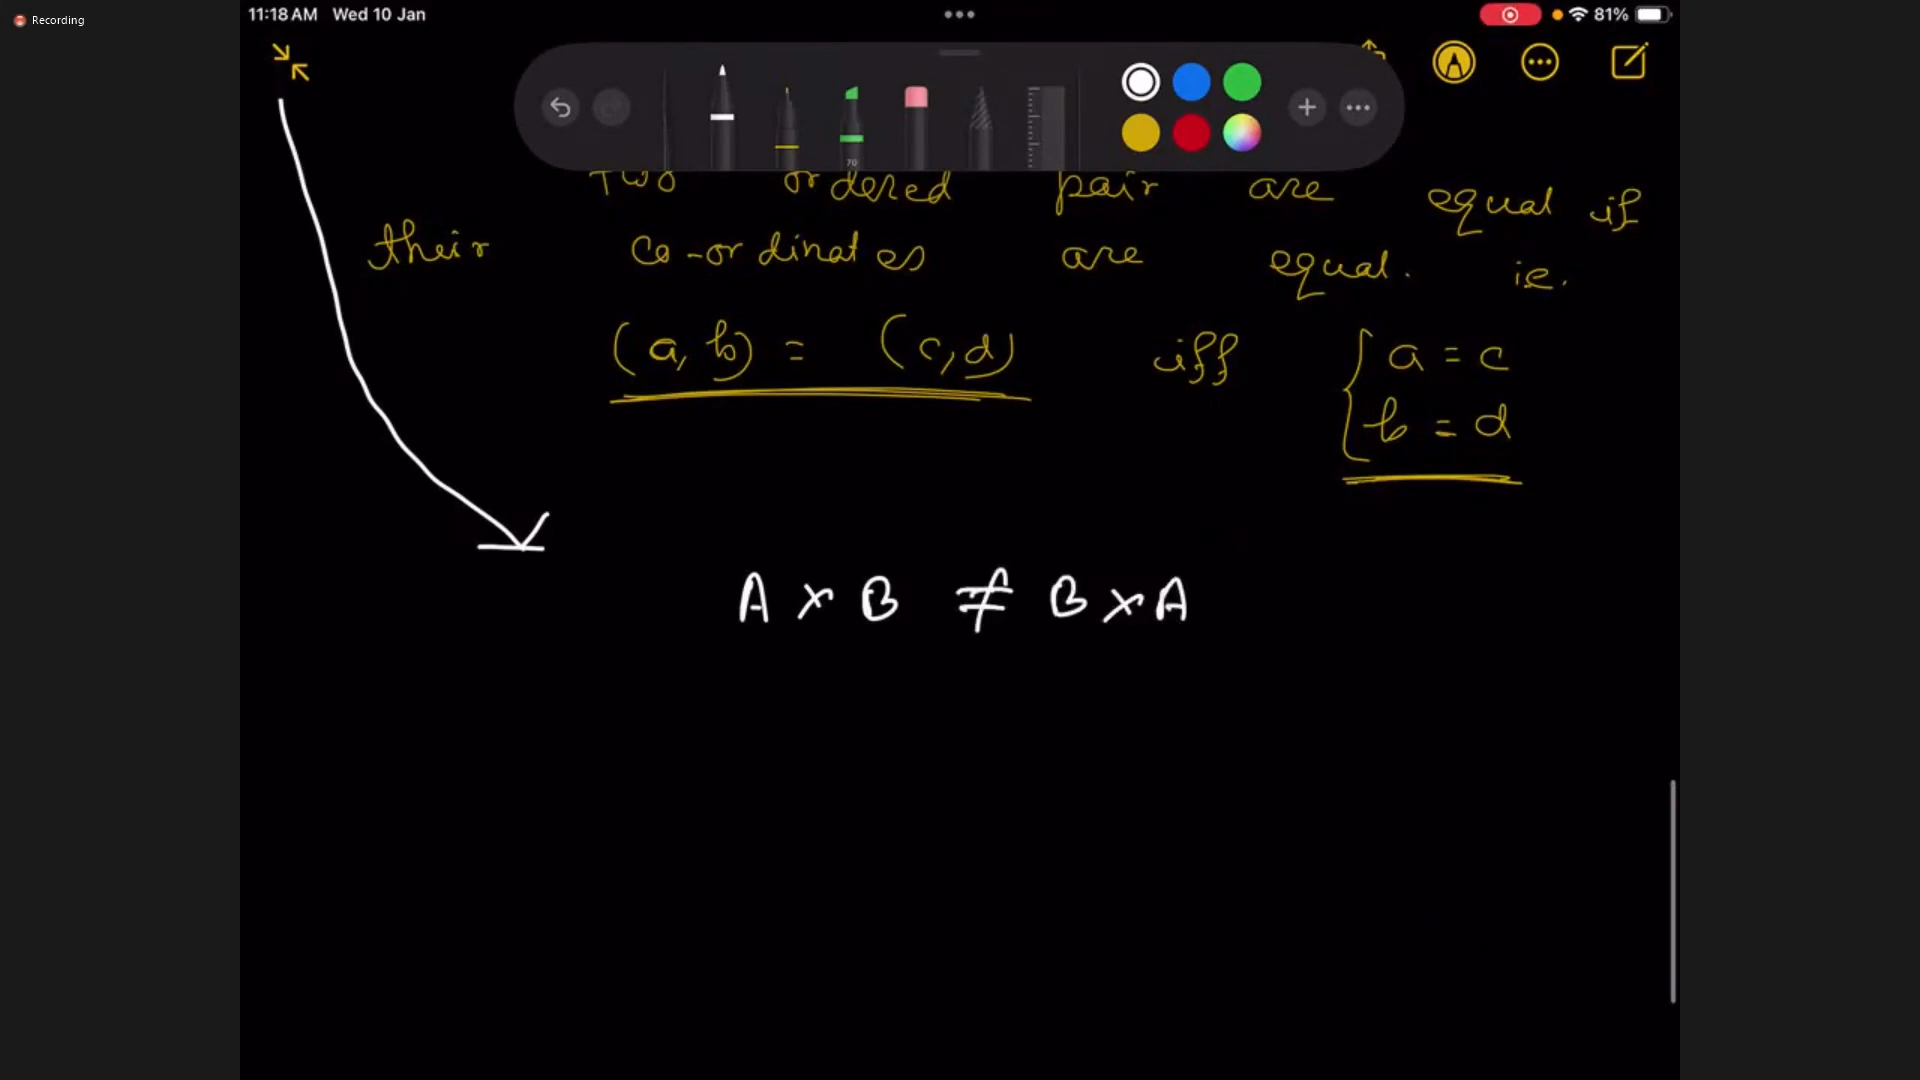 Recording
11:18 AM Wed 10 Jan
81%
70
Two ordered pair are equal if
their co-ordinates are equal. ie.
(a, b) = (c, d) iff { a = c
b = d
A × B ≠ B × A